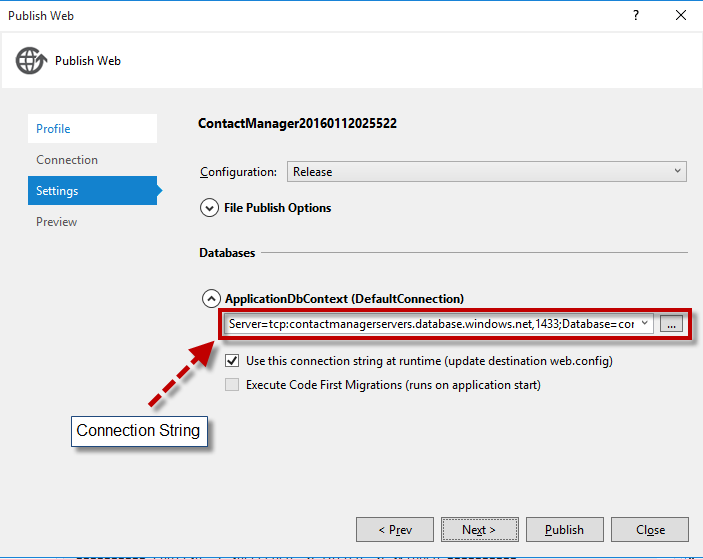 Publish Web
?
Publish Web
Profile
Connection
Settings
Preview
ContactManager20160112025522
Configuration:
Release
File Publish Options
Databases
ApplicationDbContext (DefaultConnection)
Server=tcp:contactmanagerservers.database.windows.net,1433;Database=cor
...
Use this connection string at runtime (update destination web.config)
Execute Code First Migrations (runs on application start)
Connection String
< Prev
Next >
Publish
Close